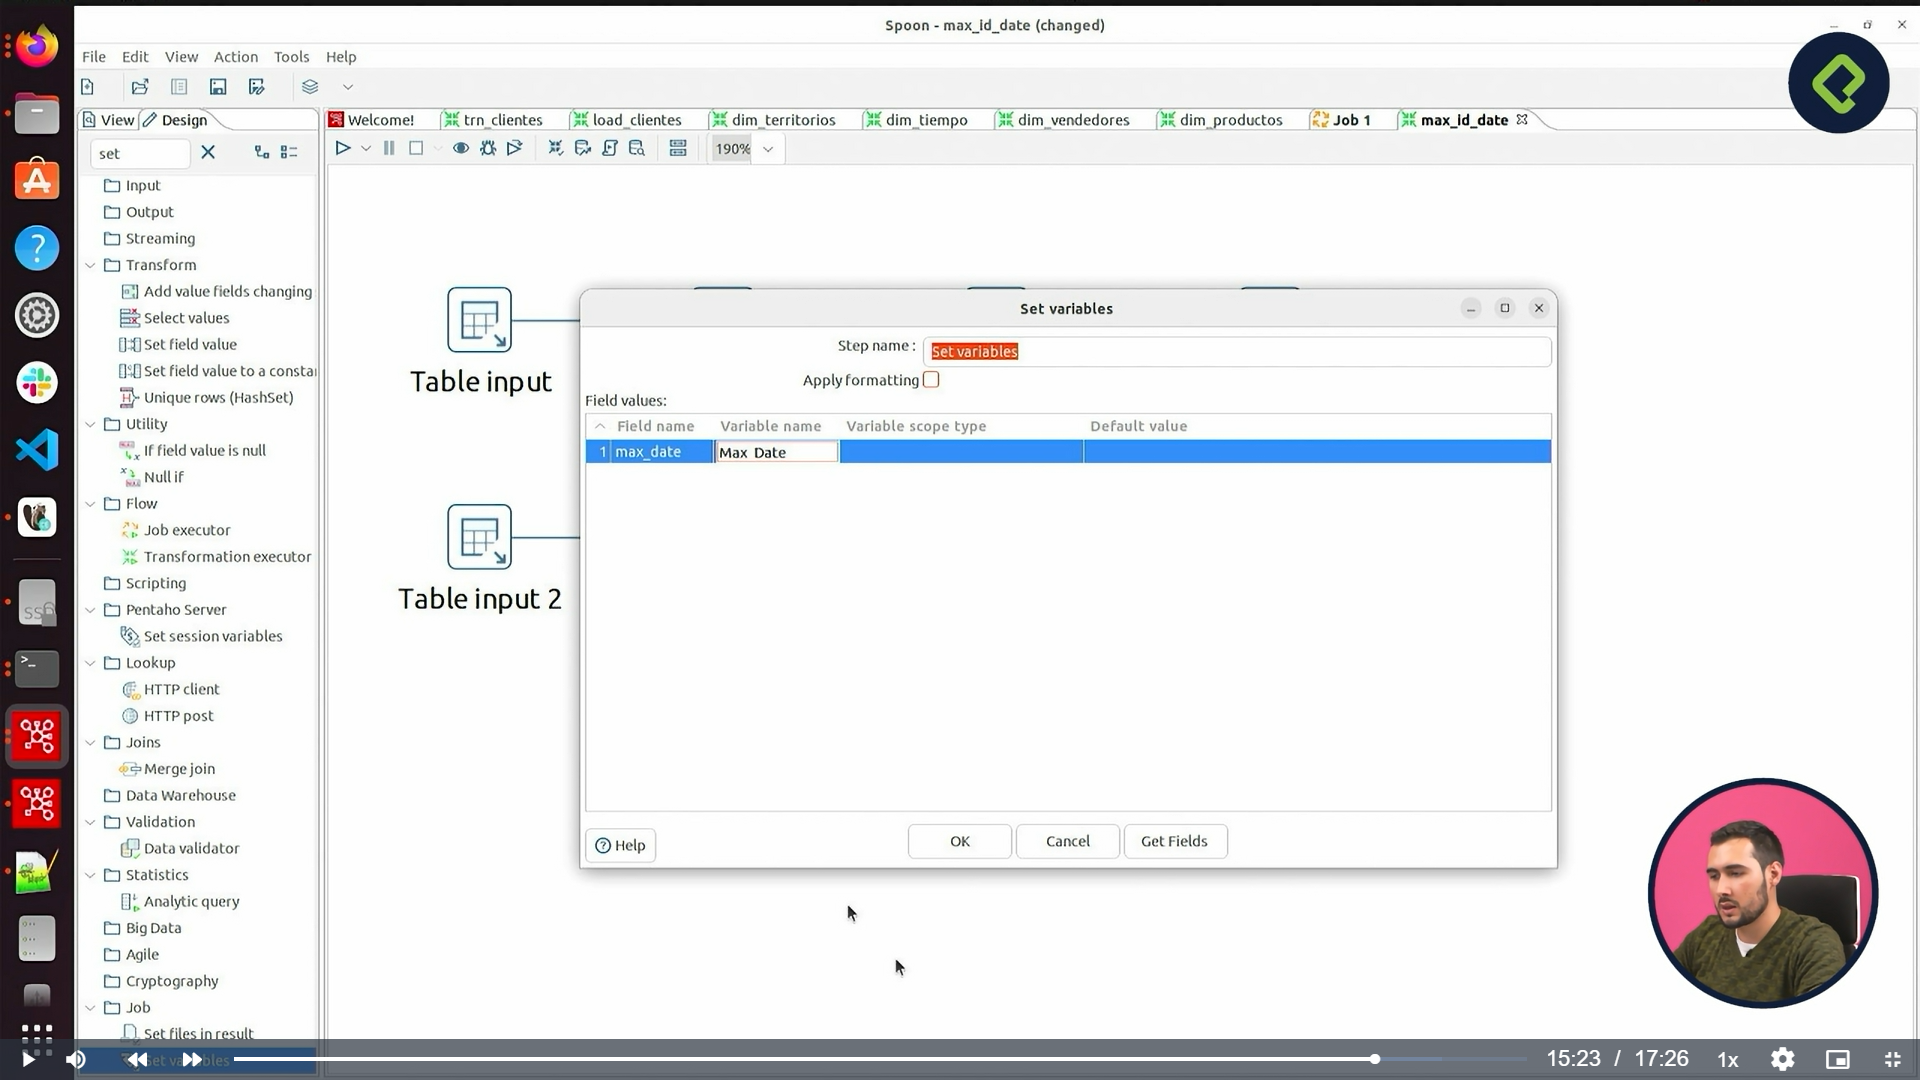 Spoon - max_id_date (changed)
File Edit View Action Tools Help
View Design
Welcome! trn_clientes load_clientes dim_territorios dim_tiempo dim_vendedores dim_productos Job 1 max_id_date
set
190%
Input
Output
Streaming
Transform
Add value fields changing
Select values
Set field value
Set field value to a consta
Unique rows (HashSet)
Utility
If field value is null
Null if
Flow
Job executor
Transformation executor
Scripting
Pentaho Server
Set session variables
Lookup
HTTP client
HTTP post
Joins
Merge join
Data Warehouse
Validation
Data validator
Statistics
Analytic query
Big Data
Agile
Cryptography
Job
Set files in result
Set variables
Table input
Table input 2
Set variables
Step name : Set variables
Apply formatting
Field values:
Field name Variable name Variable scope type Default value
1 max_date Max_Date
Help OK Cancel Get Fields
15:23 / 17:26 1x